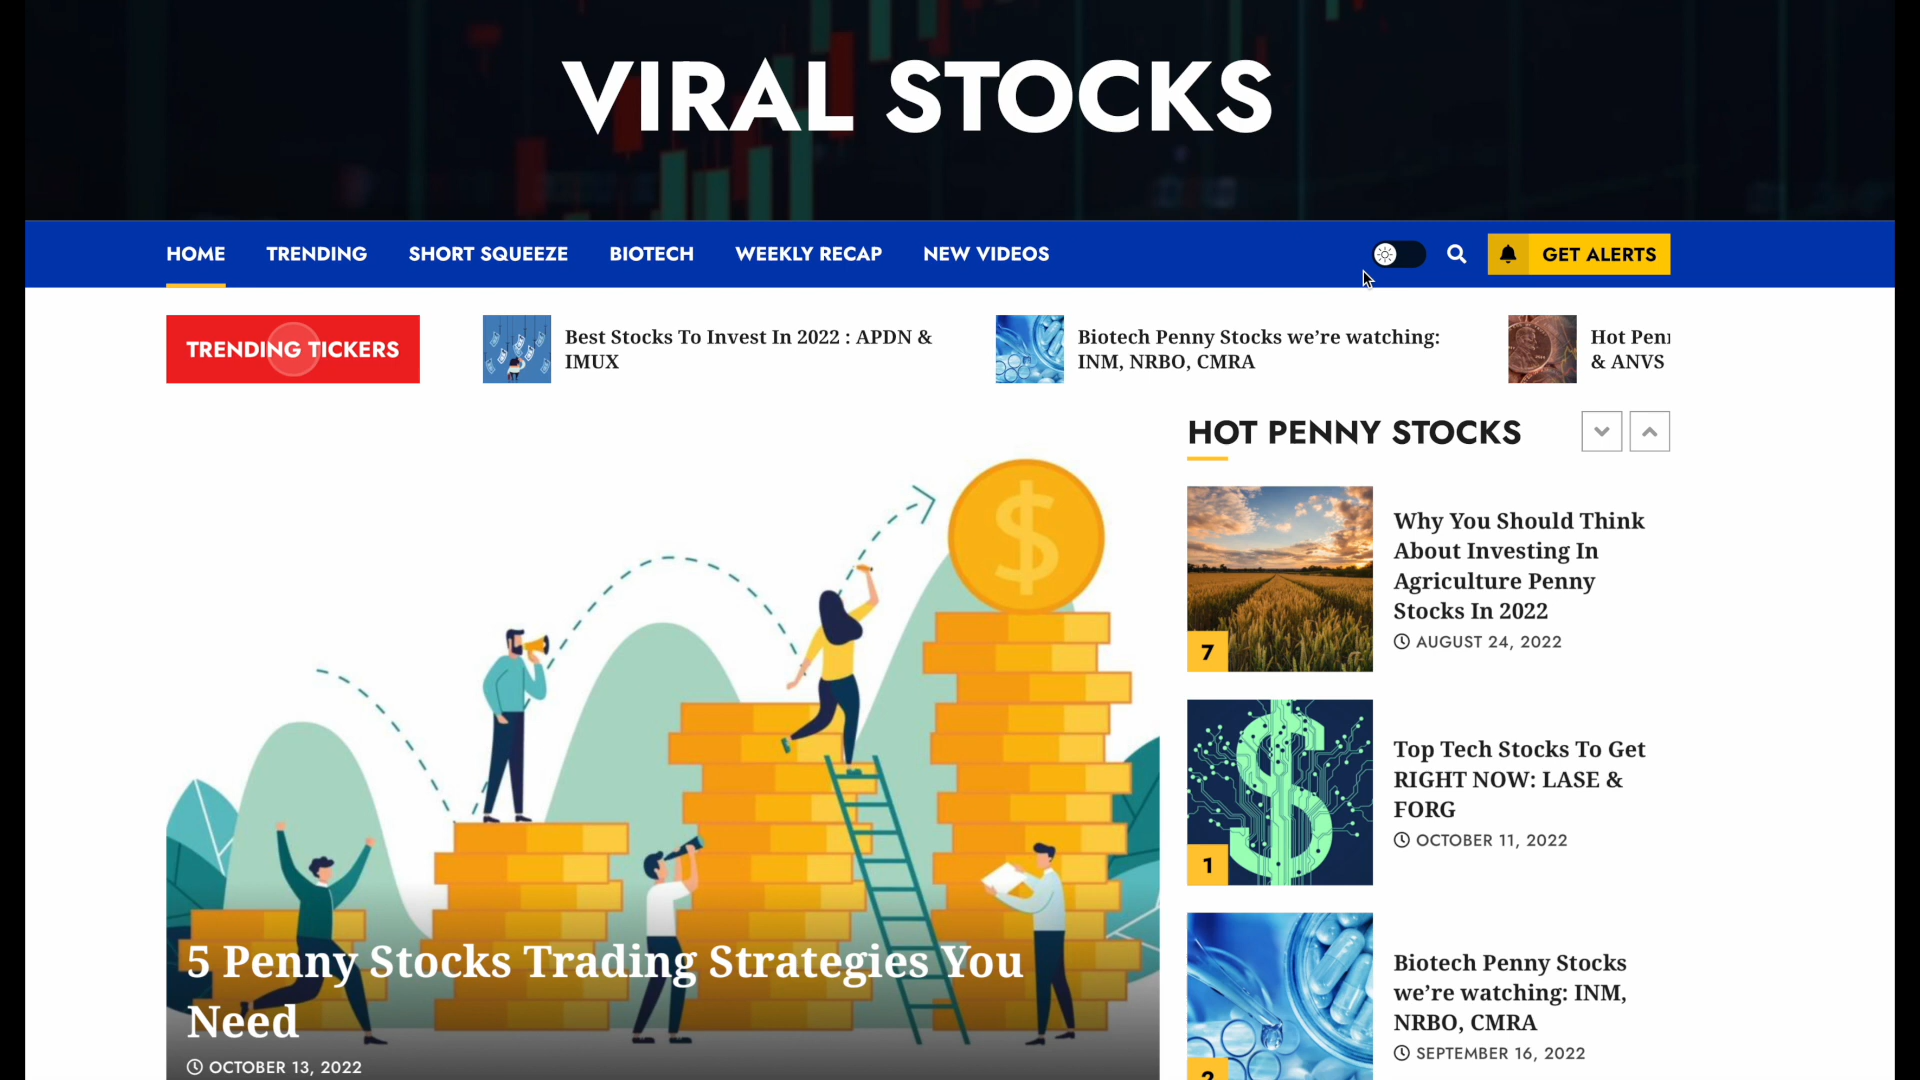 VIRAL STOCKS
HOME TRENDING SHORT SQUEEZE BIOTECH WEEKLY RECAP NEW VIDEOS GET ALERTS
TRENDING TICKERS
Best Stocks To Invest In 2022 : APDN &
IMUX
Biotech Penny Stocks we’re watching:
INM, NRBO, CMRA
Hot Penn
& ANVS
5 Penny Stocks Trading Strategies You
Need
OCTOBER 13, 2022
HOT PENNY STOCKS
7
Why You Should Think
About Investing In
Agriculture Penny
Stocks In 2022
AUGUST 24, 2022
1
Top Tech Stocks To Get
RIGHT NOW: LASE &
FORG
OCTOBER 11, 2022
2
Biotech Penny Stocks
we’re watching: INM,
NRBO, CMRA
SEPTEMBER 16, 2022